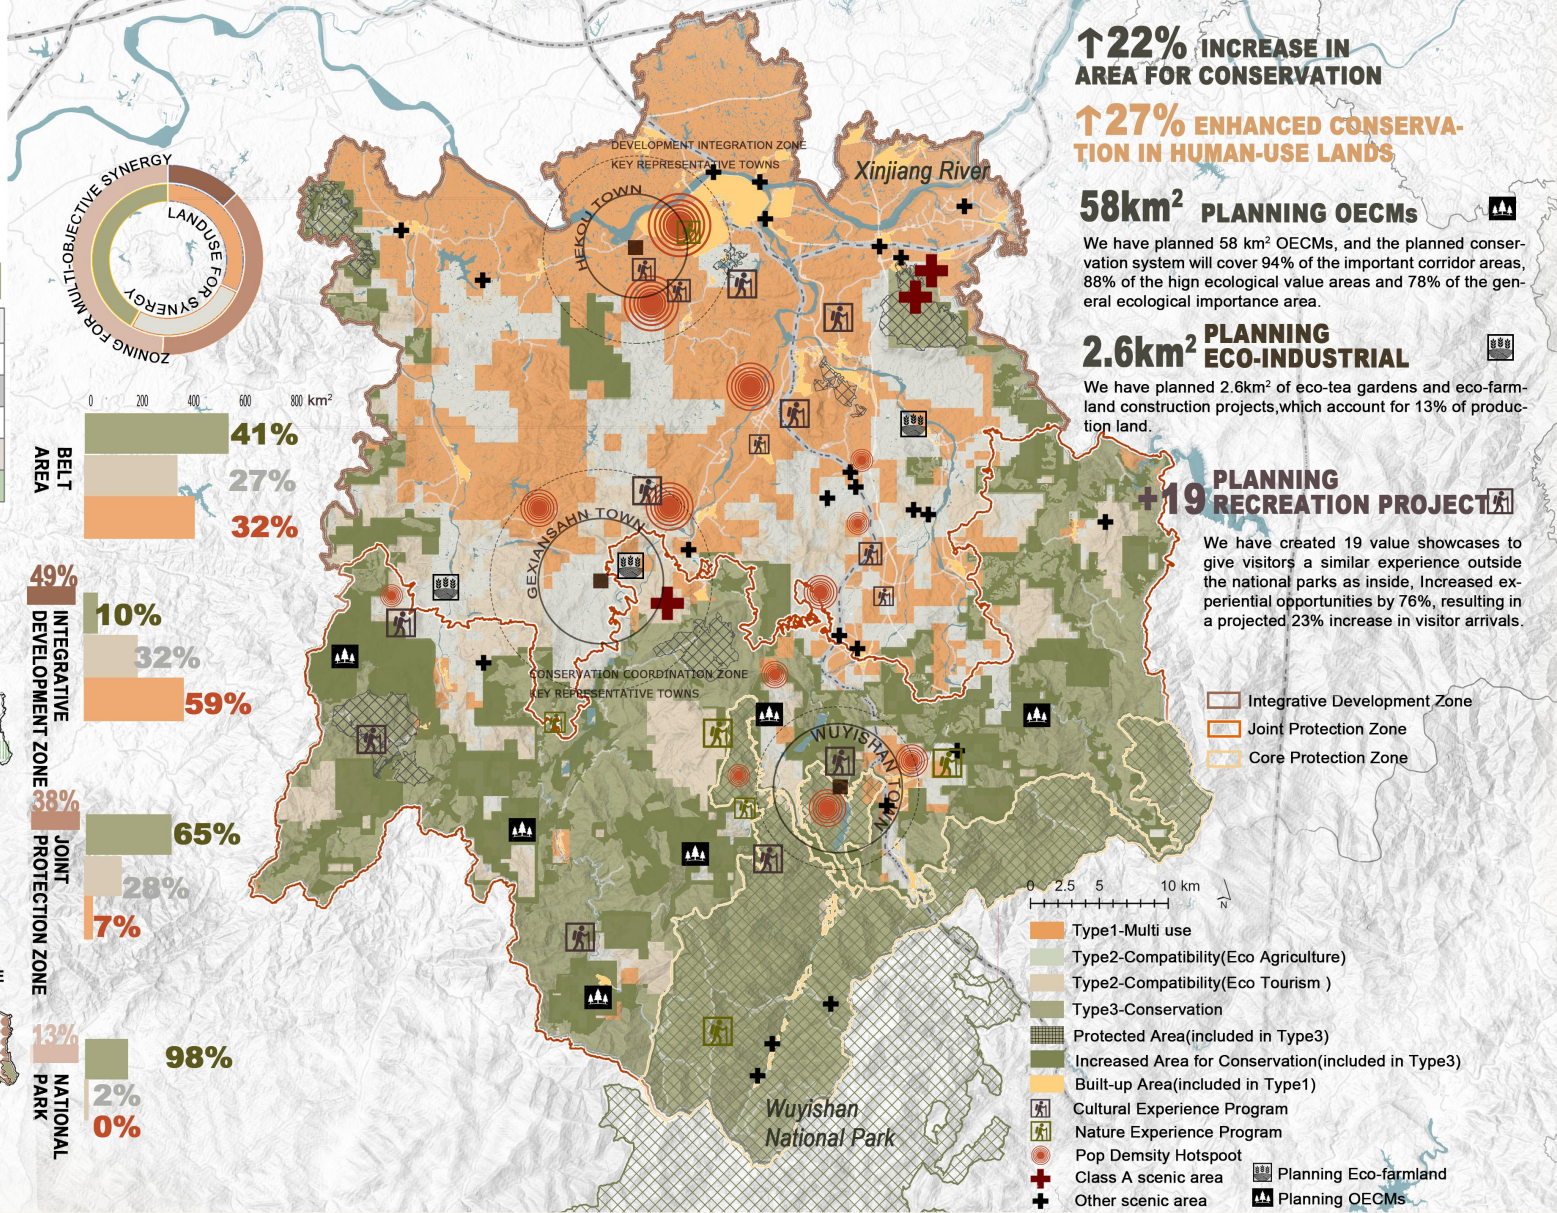 ↑22% INCREASE IN
AREA FOR CONSERVATION
↑27% ENHANCED CONSERVA-
TION IN HUMAN-USE LANDS
58km² PLANNING OECMs
We have planned 58 km² OECMs, and the planned conser-
vation system will cover 94% of the important corridor areas,
88% of the hign ecological value areas and 78% of the gen-
eral ecological importance area.
2.6km² PLANNING
ECO-INDUSTRIAL
We have planned 2.6km² of eco-tea gardens and eco-farm-
land construction projects,which account for 13% of produc-
tion land.
+19 PLANNING
RECREATION PROJECT
We have created 19 value showcases to
give visitors a similar experience outside
the national parks as inside, Increased ex-
periential opportunities by 76%, resulting in
a projected 23% increase in visitor arrivals.
ZONING FOR MULTI-OBJECTIVE SYNERGY
LANDUSE FOR SYNERGY
0 200 400 600 800 km²
BELT
AREA
41%
27%
32%
49%
INTEGRATIVE
DEVELOPMENT ZONE
10%
32%
59%
38%
JOINT
PROTECTION ZONE
65%
28%
7%
13%
NATIONAL
PARK
98%
2%
0%
DEVELOPMENT INTEGRATION ZONE
KEY REPRESENTATIVE TOWNS
HEKOU TOWN
Xinjiang River
GEXIANSAHN TOWN
CONSERVATION COORDINATION ZONE
KEY REPRESENTATIVE TOWNS
WUYISHAN TOWN
Wuyishan
National Park
Integrative Development Zone
Joint Protection Zone
Core Protection Zone
0 2.5 5 10 km
N
Type1-Multi use
Type2-Compatibility(Eco Agriculture)
Type2-Compatibility(Eco Tourism )
Type3-Conservation
Protected Area(included in Type3)
Increased Area for Conservation(included in Type3)
Built-up Area(included in Type1)
Cultural Experience Program
Nature Experience Program
Pop Demsity Hotspoot
Class A scenic area
Other scenic area
Planning Eco-farmland
Planning OECMs